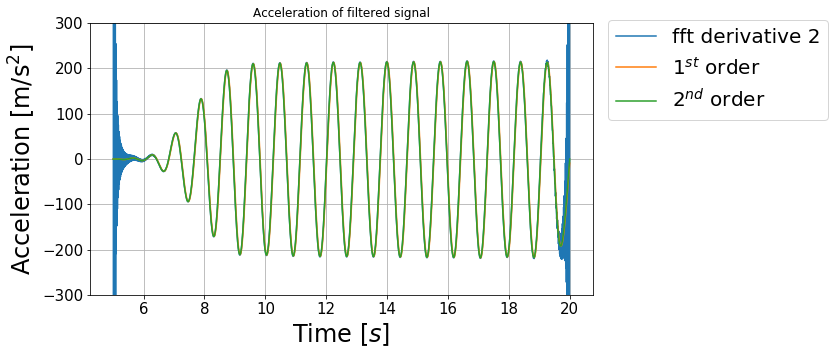 Acceleration of filtered signal
fft derivative 2
1st order
2nd order
Acceleration [m/s2]
300
200
100
0
−100
−200
−300
6 8 10 12 14 16 18 20
Time [s]